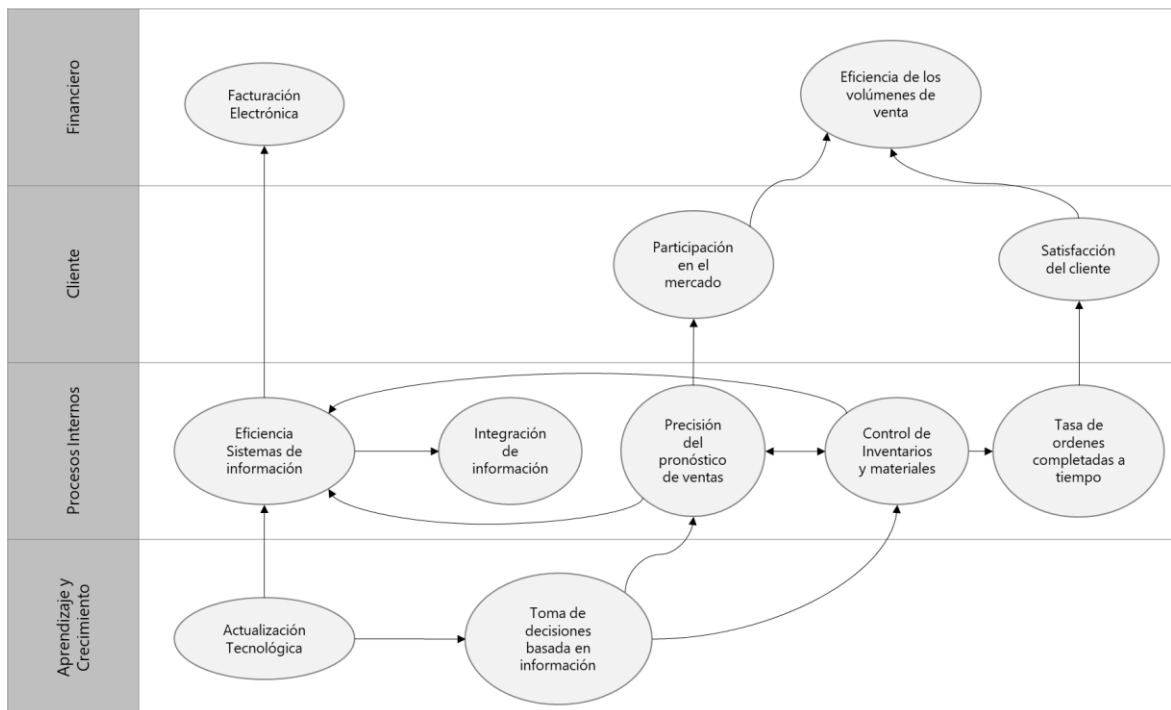 Financiero
Facturación
Electrónica
Eficiencia de los
volúmenes de
venta
Cliente
Participación
en el
mercado
Satisfacción
del cliente
Procesos Internos
Eficiencia
Sistemas de
información
Integración
de
información
Precisión
del
pronóstico
de ventas
Control de
Inventarios
y materiales
Tasa de
ordenes
completadas a
tiempo
Aprendizaje y
Crecimiento
Actualización
Tecnológica
Toma de
decisiones
basada en
información